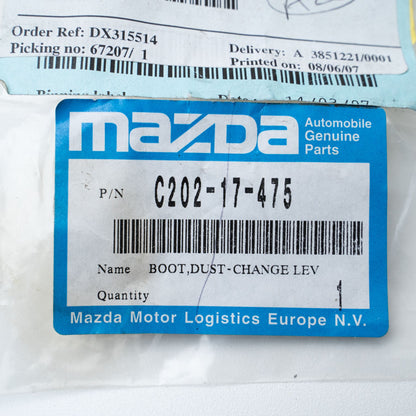 Order Ref: DX315514
Picking no: 67207/ 1
Delivery: A 3851221/0001
Printed on: 08/06/07
mazda
Automobile
Genuine
Parts
P/N C202-17-475
Name BOOT,DUST-CHANGE LEV
Quantity 1
Mazda Motor Logistics Europe N.V.